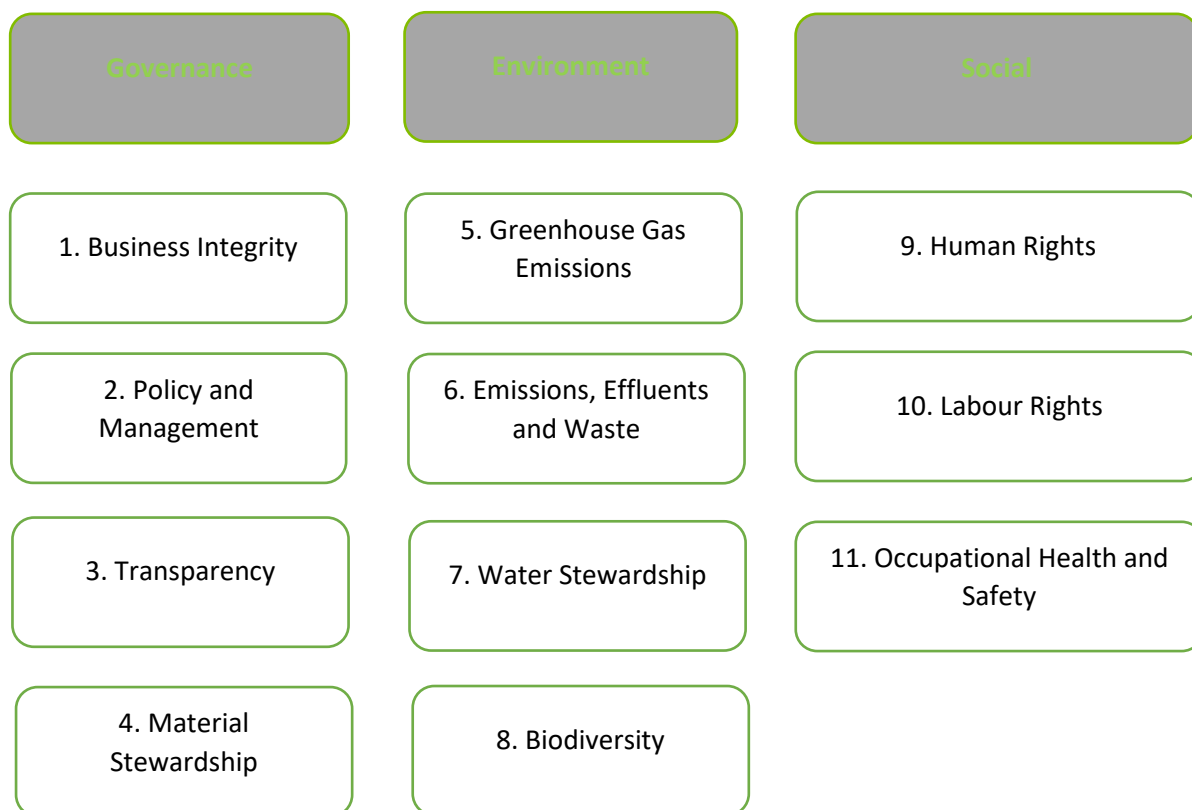 Governance
Environment
Social
1. Business Integrity
5. Greenhouse Gas
Emissions
9. Human Rights
2. Policy and
Management
6. Emissions, Effluents
and Waste
10. Labour Rights
3. Transparency
7. Water Stewardship
11. Occupational Health and
Safety
4. Material
Stewardship
8. Biodiversity